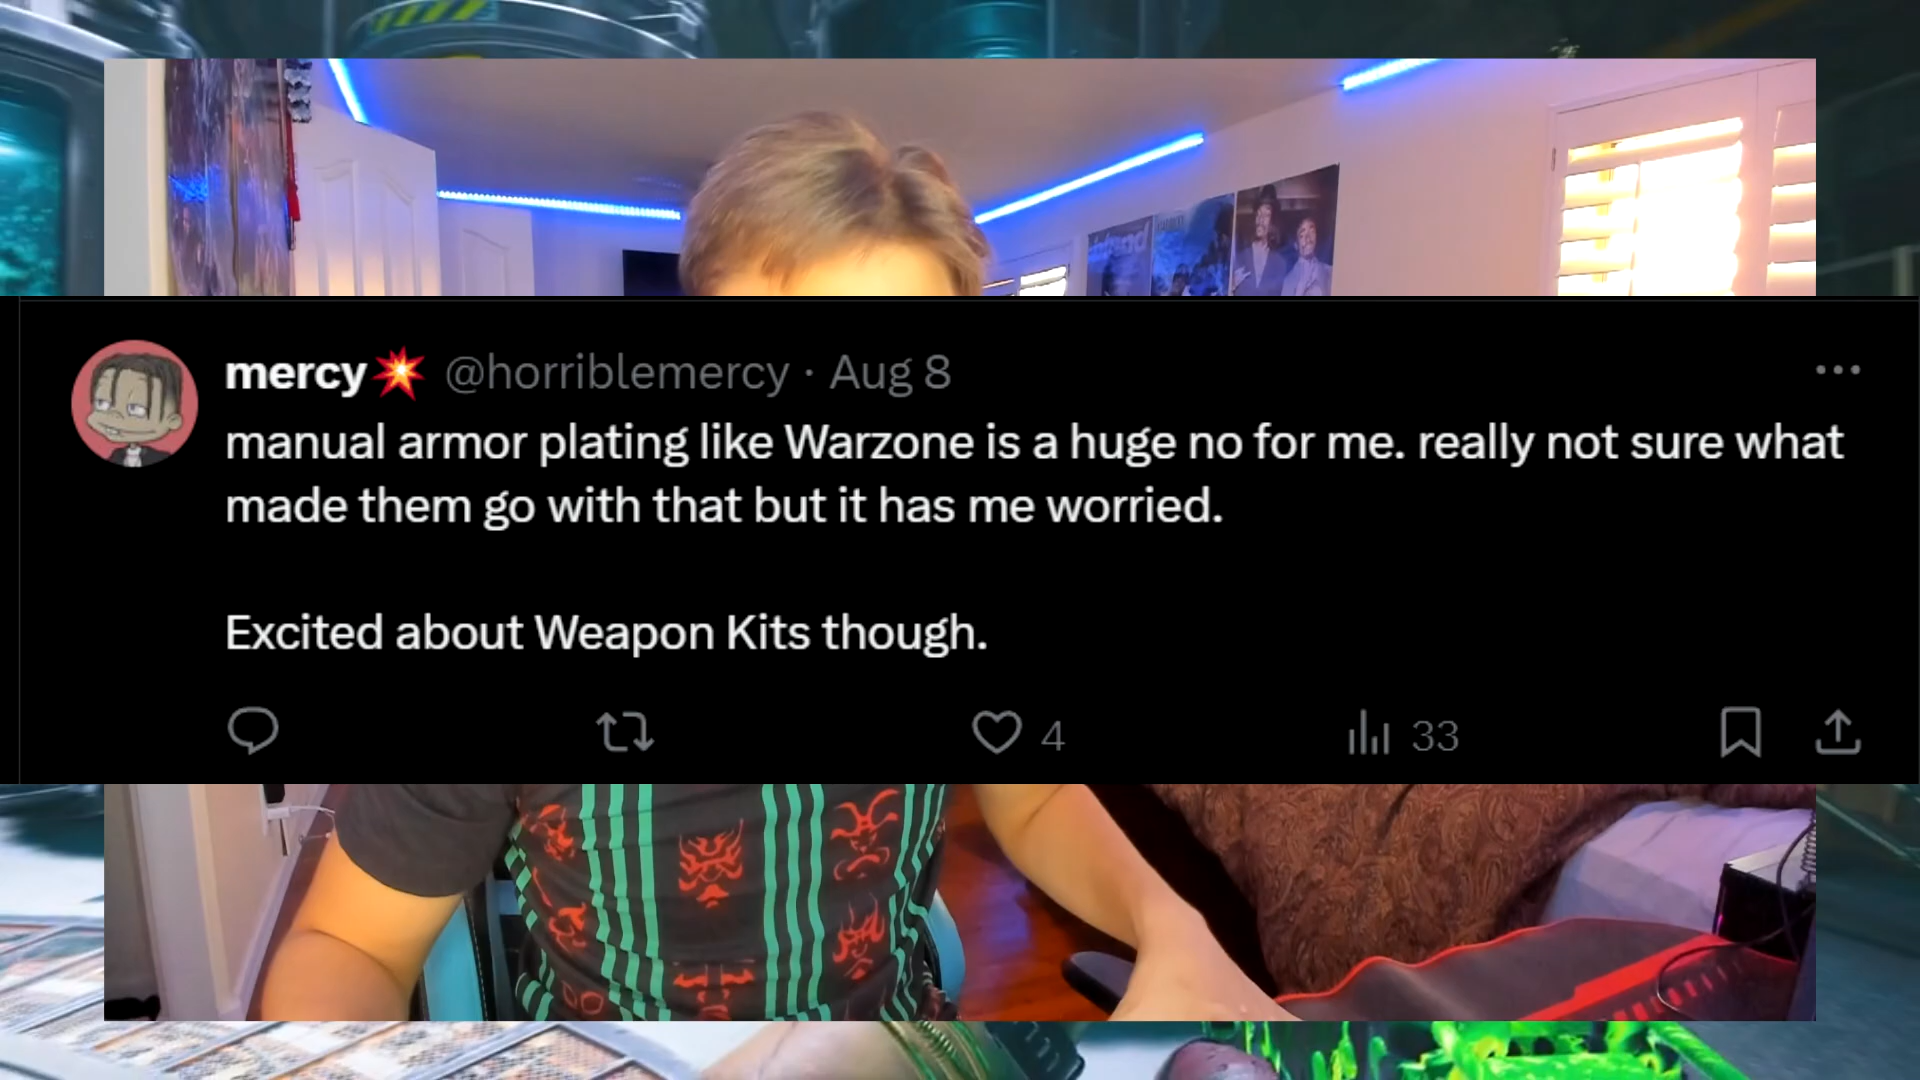 mercy💥 @horriblemercy · Aug 8
manual armor plating like Warzone is a huge no for me. really not sure what
made them go with that but it has me worried.
Excited about Weapon Kits though.
4 33